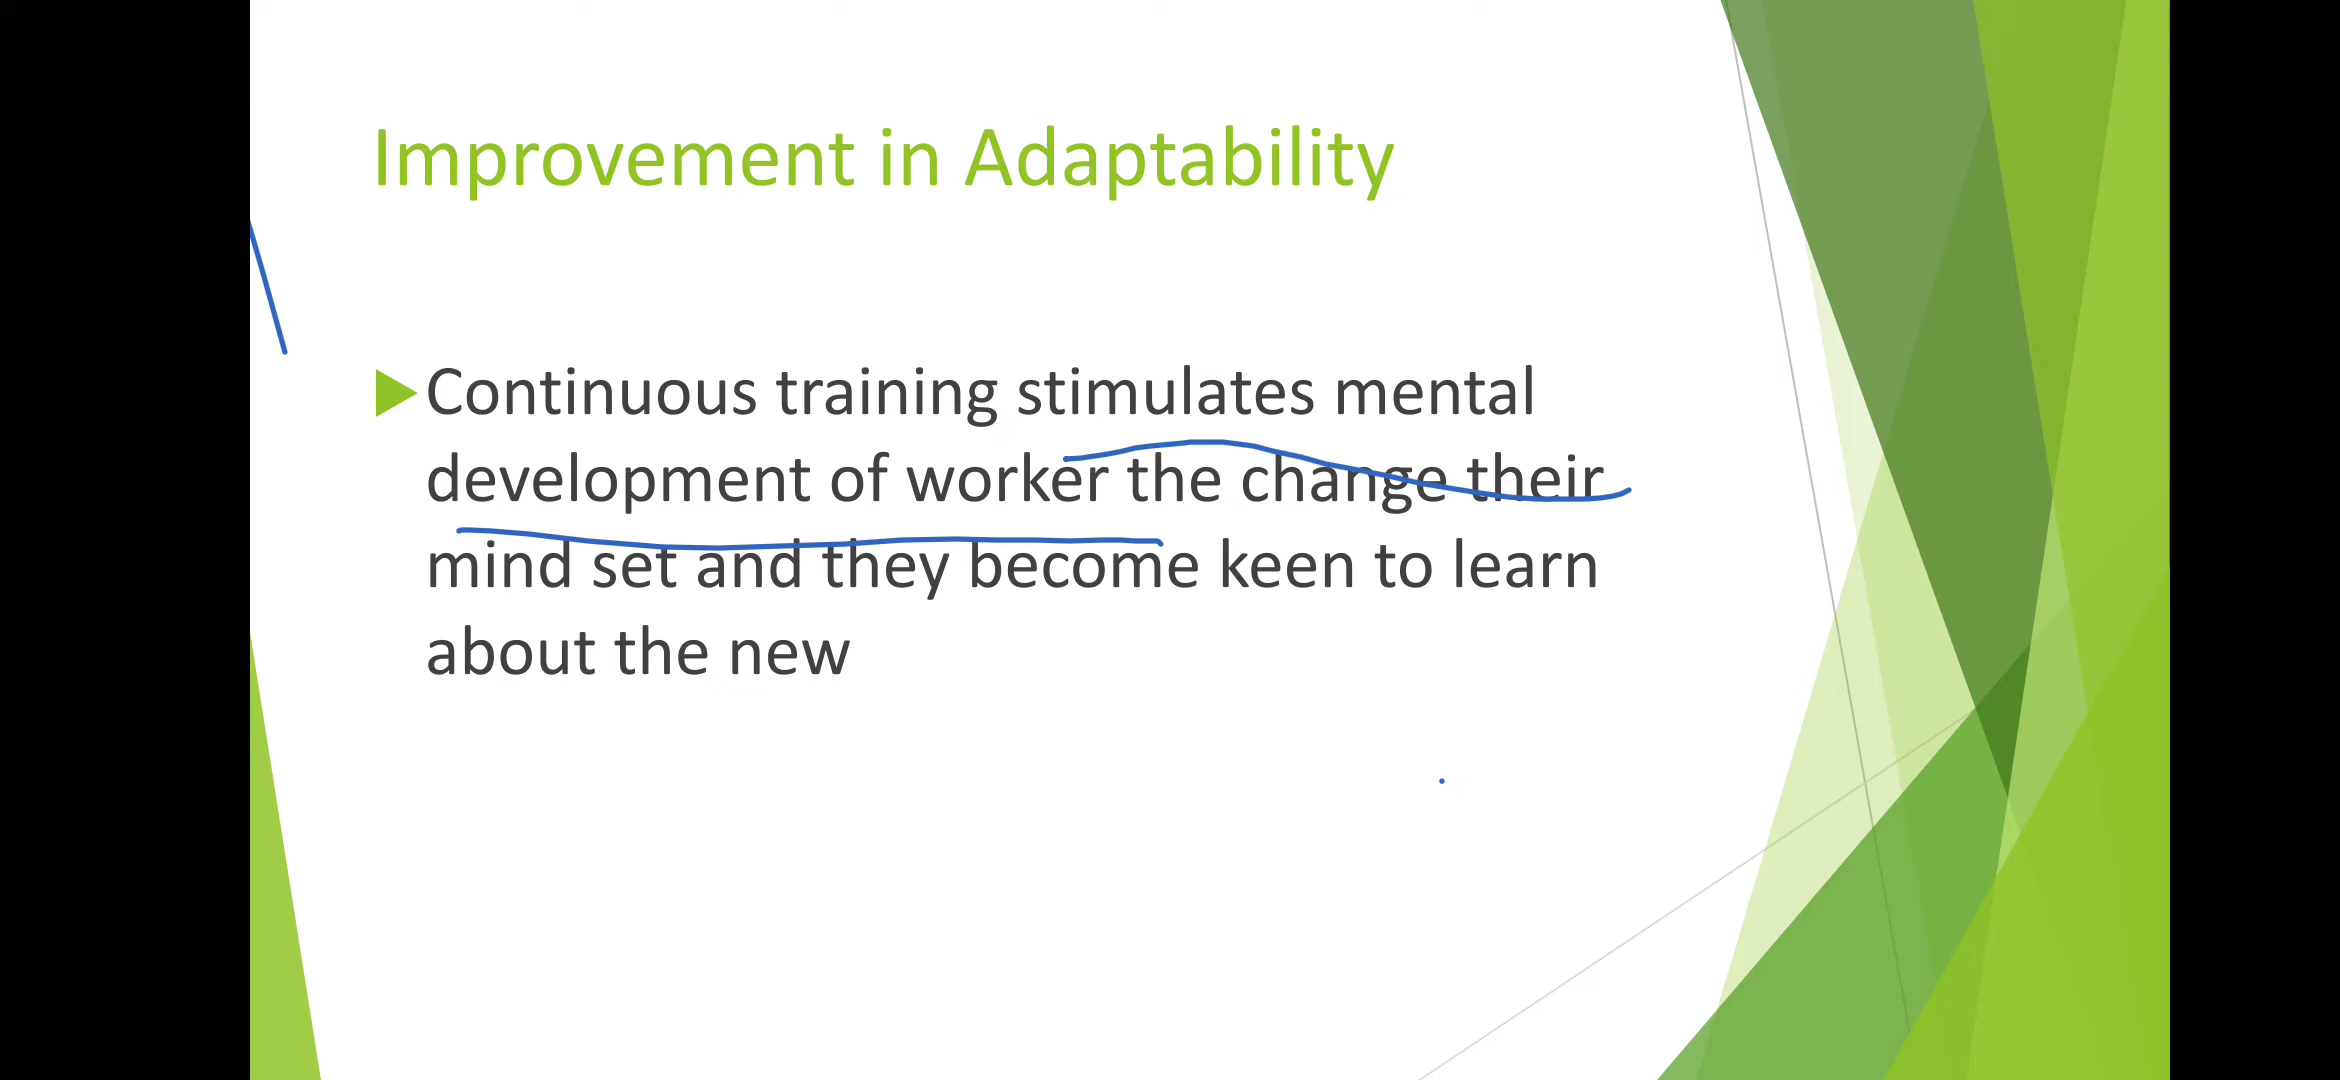 Improvement in Adaptability
Continuous training stimulates mental
development of worker the change their
mind set and they become keen to learn
about the new